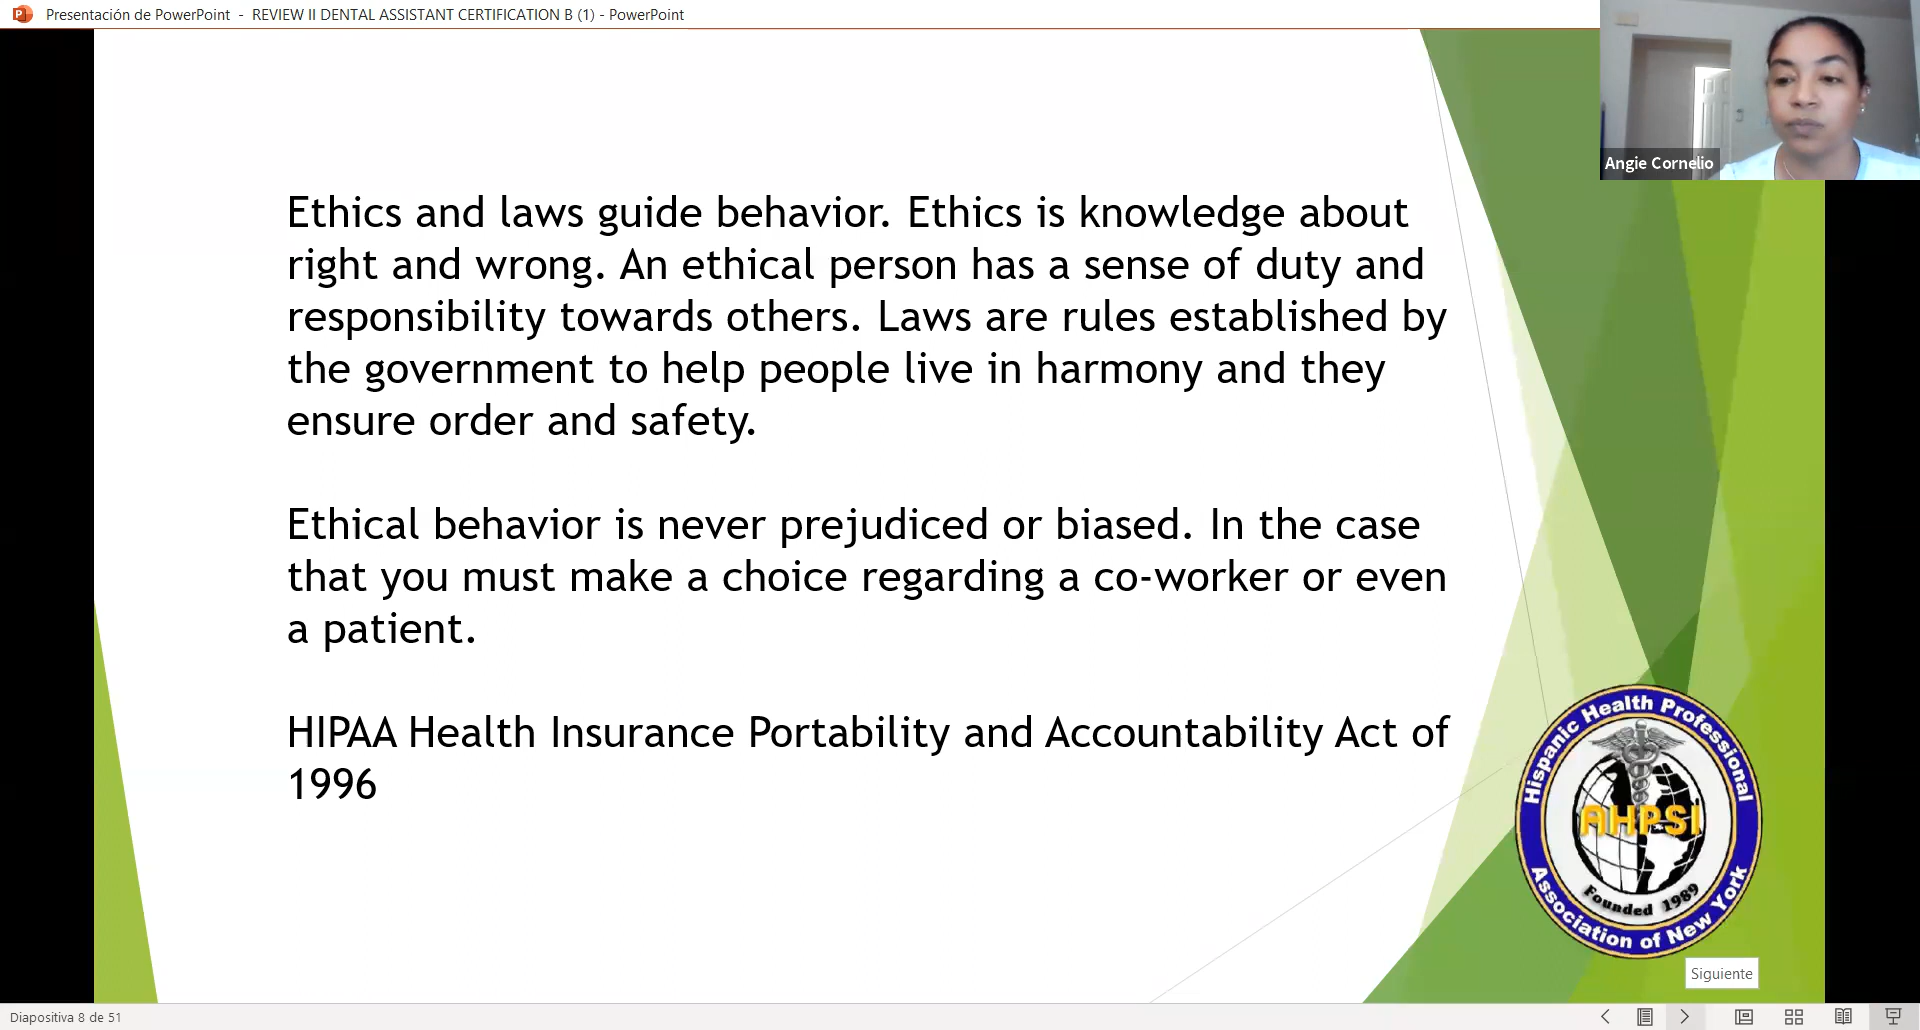 Presentación de PowerPoint - REVIEW II DENTAL ASSISTANT CERTIFICATION B (1) - PowerPoint
Angie Cornelio
Ethics and laws guide behavior. Ethics is knowledge about
right and wrong. An ethical person has a sense of duty and
responsibility towards others. Laws are rules established by
the government to help people live in harmony and they
ensure order and safety.
Ethical behavior is never prejudiced or biased. In the case
that you must make a choice regarding a co-worker or even
a patient.
HIPAA Health Insurance Portability and Accountability Act of
1996
Hispanic Health Professional
AHPSI
Founded 1989
Association of New York
Siguiente
Diapositiva 8 de 51